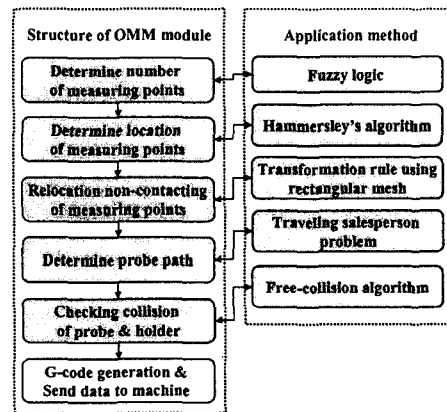 Structure of OMM module
Determine number
of measuring points
Determine location
of measuring points
Relocation non-contacting
of measuring points
Determine probe path
Checking collision
of probe & holder
G-code generation &
Send data to machine
Application method
Fuzzy logic
Hammersley's algorithm
Transformation rule using
rectangular mesh
Traveling salesperson
problem
Free-collision algorithm